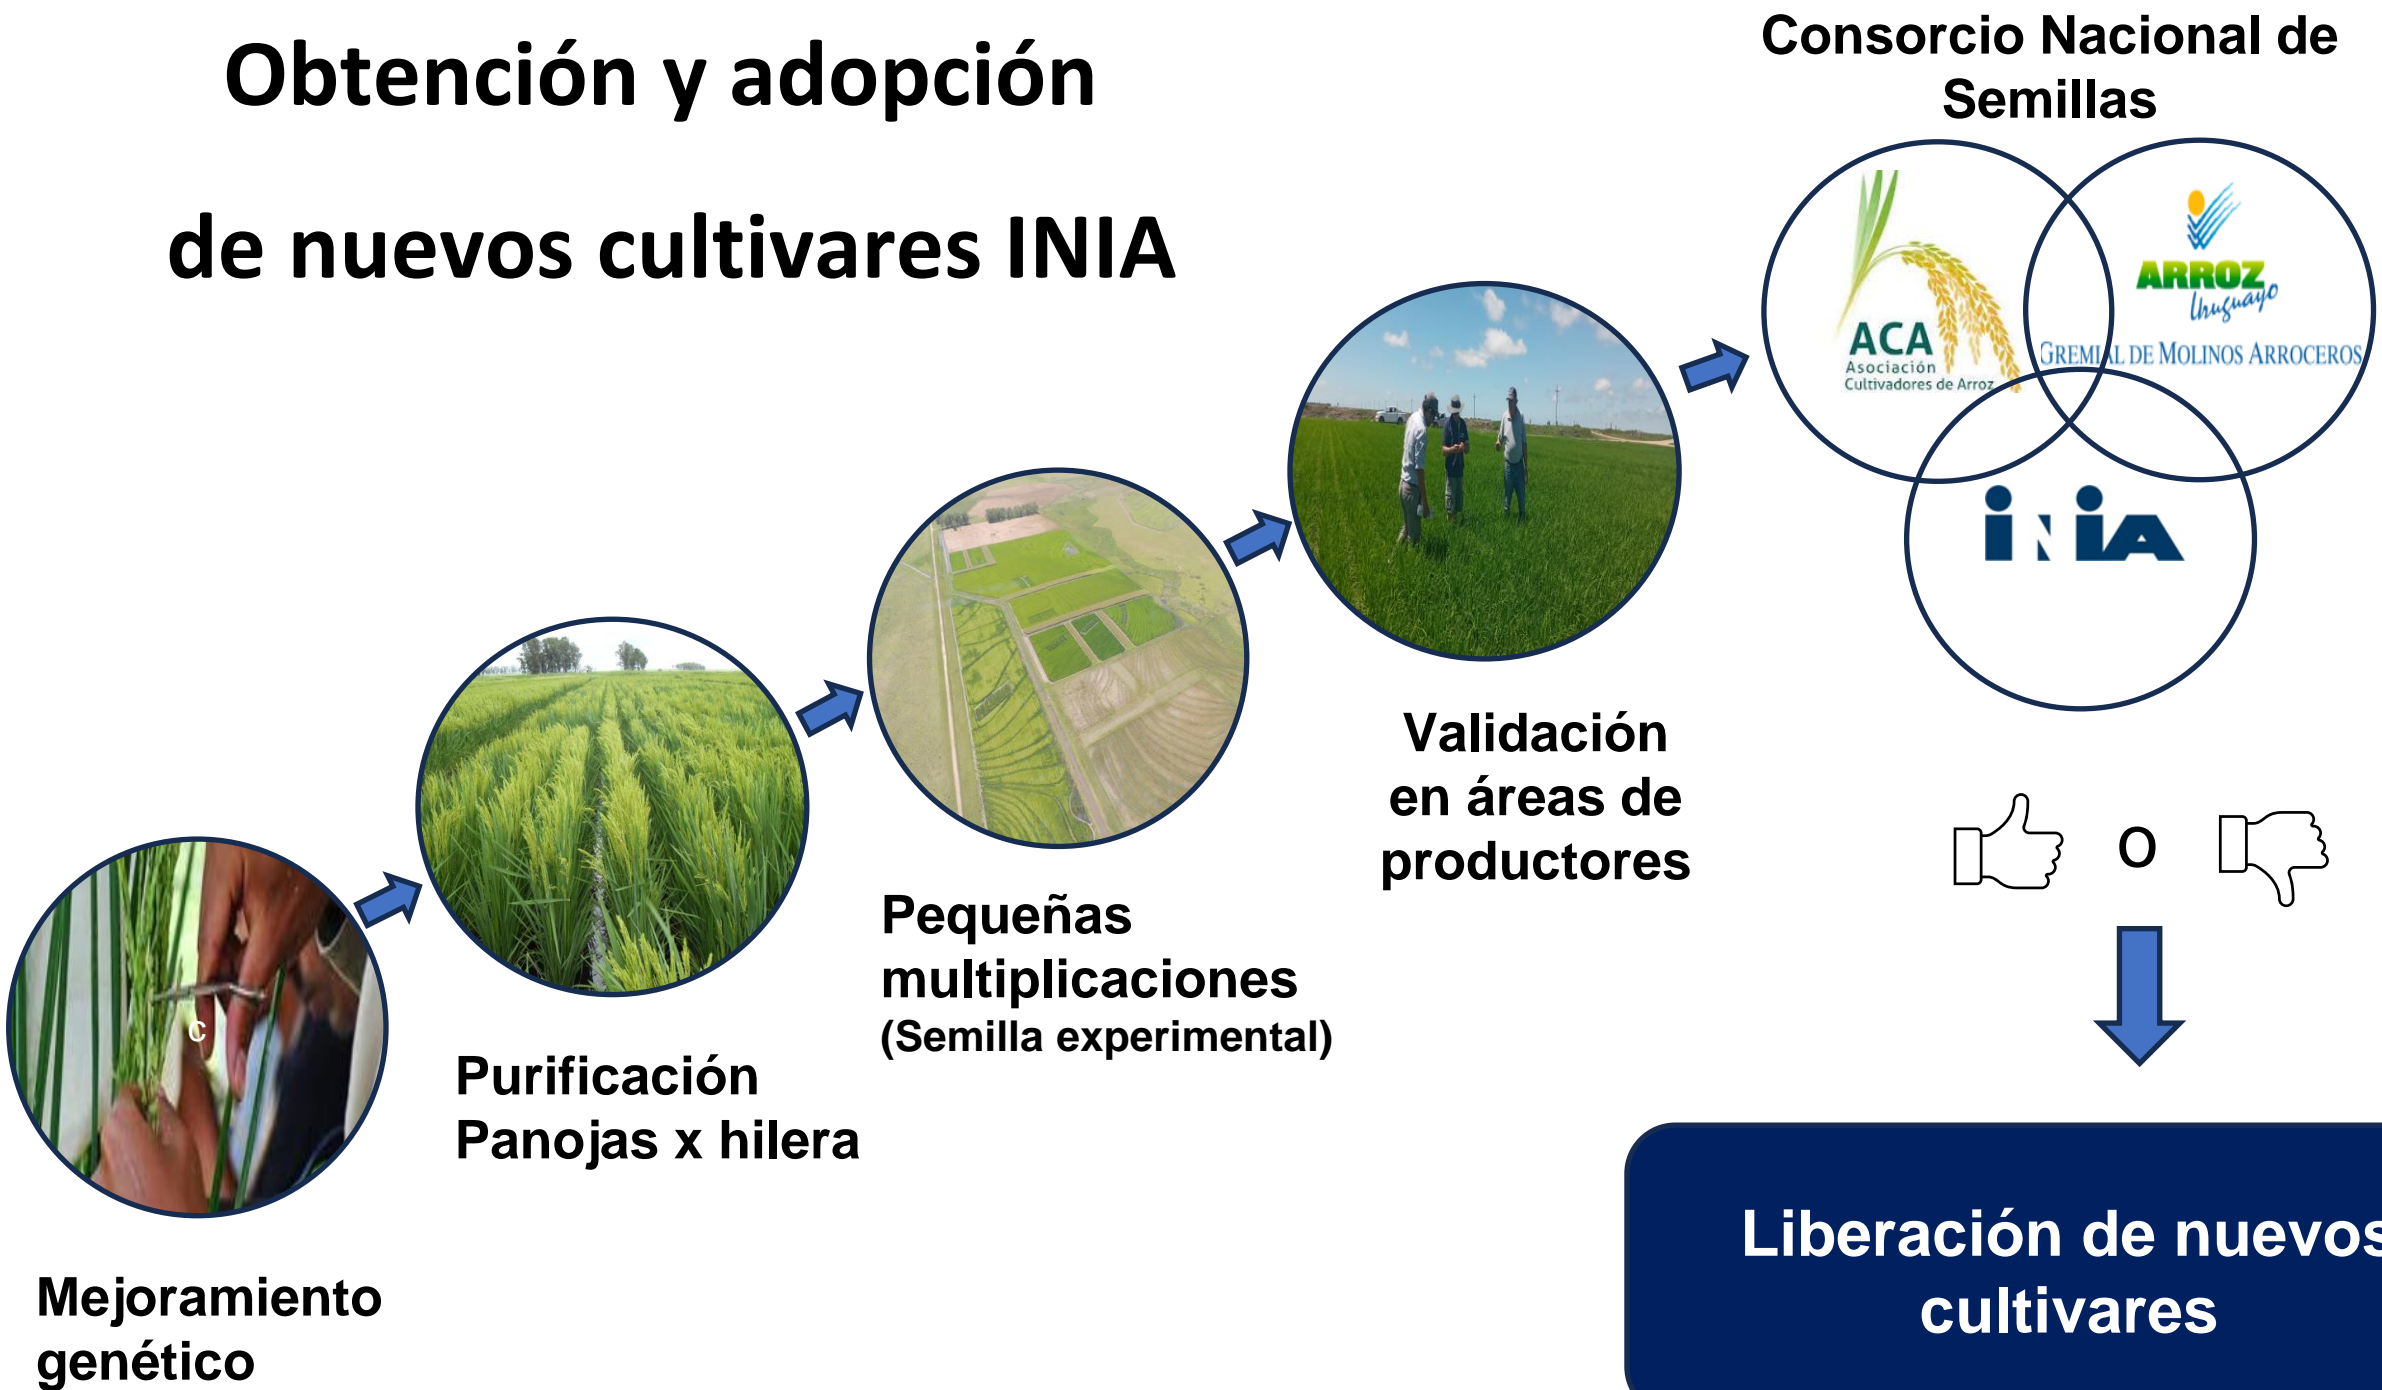 Obtención y adopción
de nuevos cultivares INIA
Consorcio Nacional de
Semillas
ACA
Asociación
Cultivadores de Arroz
ARROZ
Uruguayo
GREMIAL DE MOLINOS ARROCEROS
INIA
Validación
en áreas de
productores
o
Pequeñas
multiplicaciones
(Semilla experimental)
Purificación
Panojas x hilera
c
Mejoramiento
genético
Liberación de nuevos
cultivares